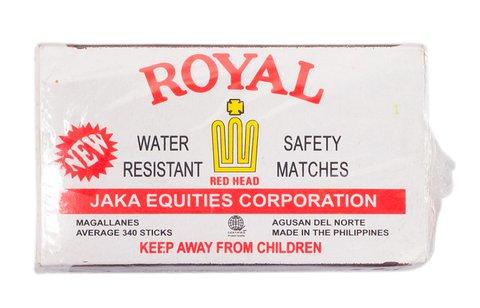 ROYAL
NEW
WATER RESISTANT
SAFETY MATCHES
RED HEAD
JAKA EQUITIES CORPORATION
MAGALLANES
AVERAGE 340 STICKS
AGUSAN DEL NORTE
MADE IN THE PHILIPPINES
KEEP AWAY FROM CHILDREN